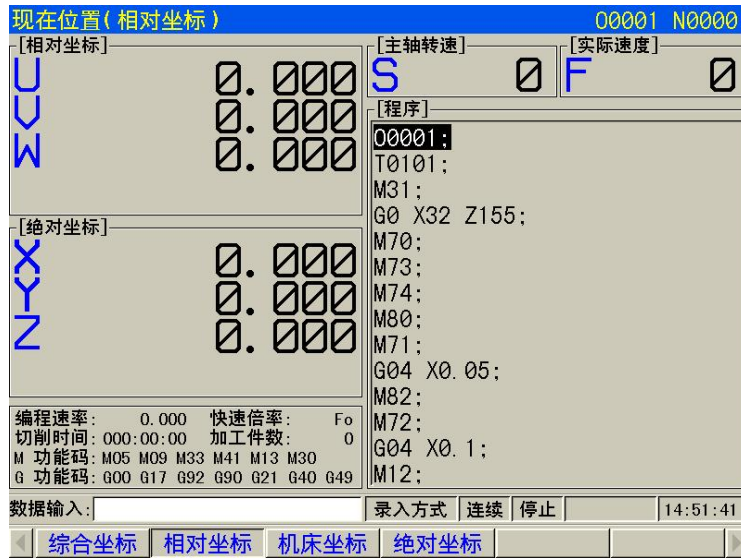 现在位置(相对坐标) O0001 N0000
[相对坐标]
U 0.000
V 0.000
W 0.000
[绝对坐标]
X 0.000
Y 0.000
Z 0.000
编程速率: 0.000 快速倍率: Fo
切削时间: 000:00:00 加工件数: 0
M 功能码: M05 M09 M33 M41 M13 M30
G 功能码: G00 G17 G92 G90 G21 G40 G49
[主轴转速] [实际速度]
S 0 F 0
[程序]
O0001;
T0101;
M31;
G0 X32 Z155;
M70;
M73;
M74;
M80;
M71;
G04 X0.05;
M82;
M72;
G04 X0.1;
M12;
数据输入: 录入方式 连续 停止 14:51:41
综合坐标 相对坐标 机床坐标 绝对坐标